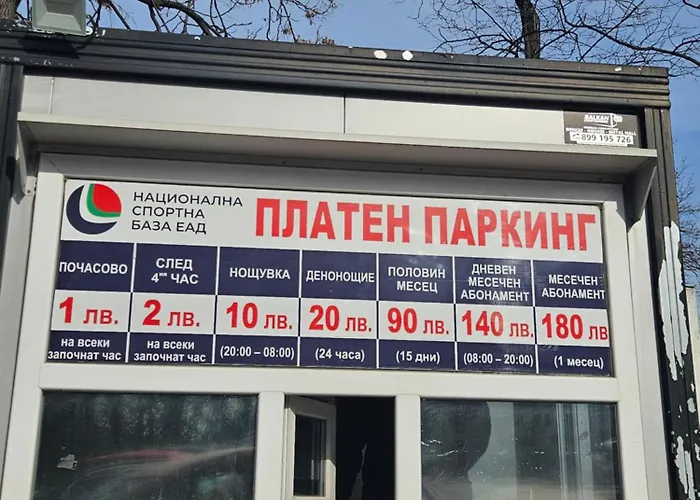 BALKAN
899 195 726
НАЦИОНАЛНА
СПОРТНА
БАЗА ЕАД
ПЛАТЕН ПАРКИНГ
ПОЧАСОВО
1 лв.
на всеки
започнат час
СЛЕД
4ᴵᴵᴵ ЧАС
2 лв.
на всеки
започнат час
НОЩУВКА
10 лв.
(20:00 – 08:00)
ДЕНОНОЩИЕ
20 лв.
(24 часа)
ПОЛОВИН
МЕСЕЦ
90 лв.
(15 дни)
ДНЕВЕН
МЕСЕЧЕН
АБОНАМЕНТ
140 лв.
(08:00 – 20:00)
МЕСЕЧЕН
АБОНАМЕНТ
180 лв
(1 месец)